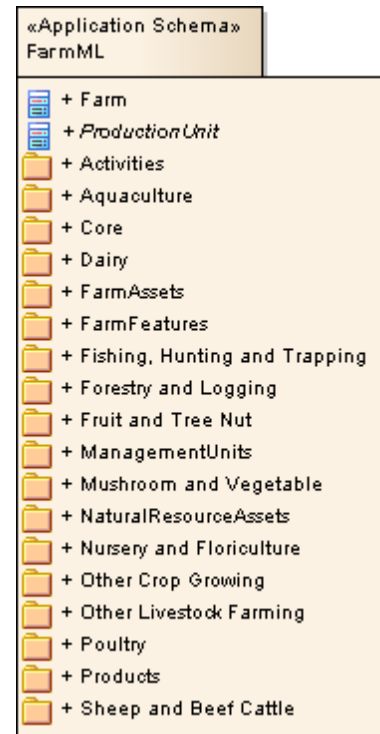 «Application Schema»
FarmML
+ Farm
+ ProductionUnit
+ Activities
+ Aquaculture
+ Core
+ Dairy
+ FarmAssets
+ FarmFeatures
+ Fishing, Hunting and Trapping
+ Forestry and Logging
+ Fruit and Tree Nut
+ ManagementUnits
+ Mushroom and Vegetable
+ NaturalResourceAssets
+ Nursery and Floriculture
+ Other Crop Growing
+ Other Livestock Farming
+ Poultry
+ Products
+ Sheep and Beef Cattle